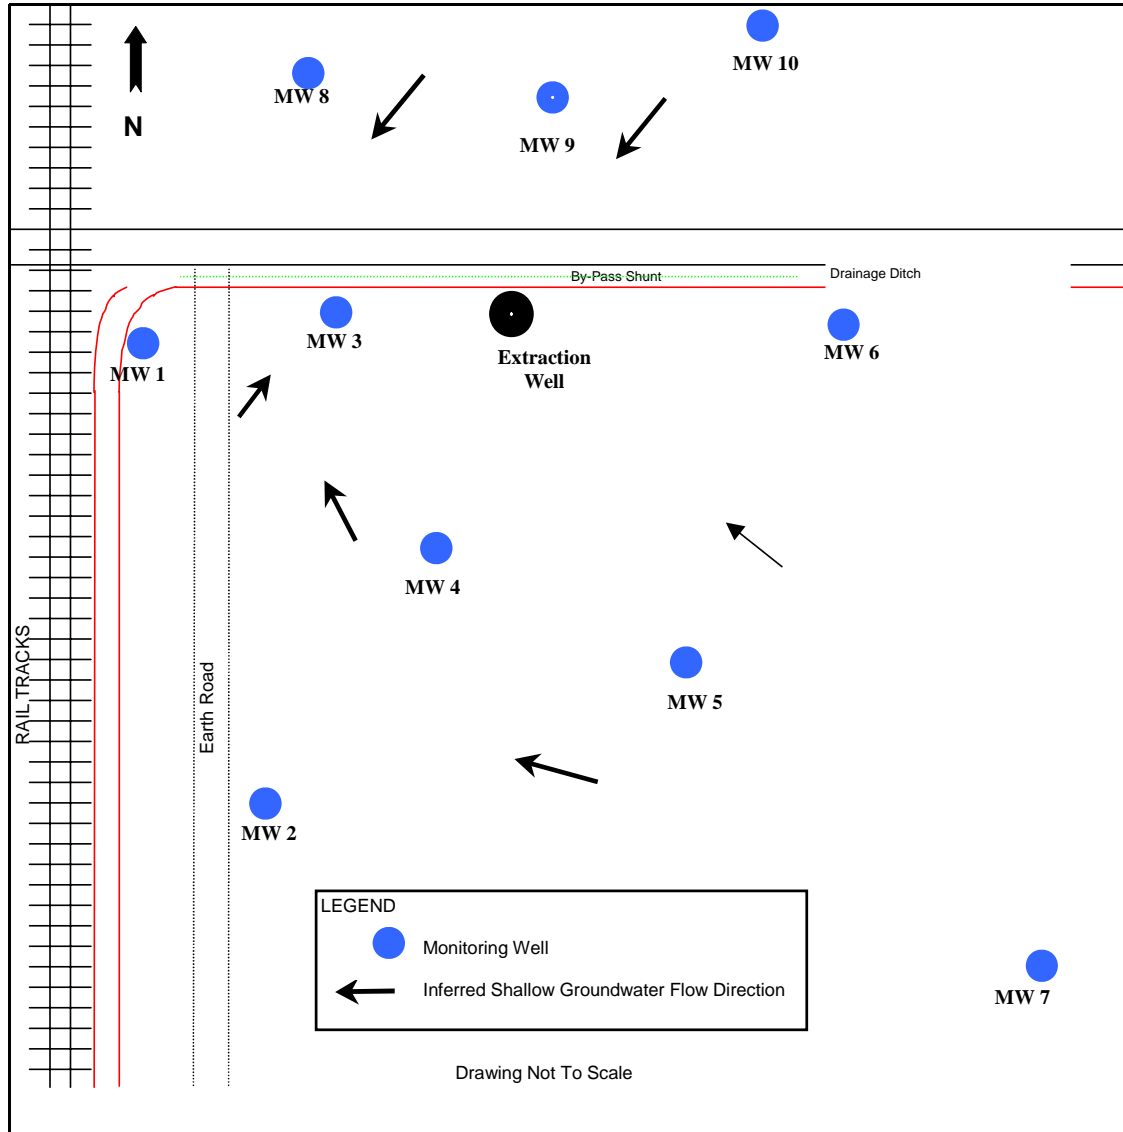 MW 10
MW 8
N
MW 9
By-Pass Shunt
Drainage Ditch
MW 3
MW 6
Extraction
Well
MW 1
MW 4
RAIL TRACKS
Earth Road
MW 5
MW 2
LEGEND
Monitoring Well
Inferred Shallow Groundwater Flow Direction
MW 7
Drawing Not To Scale